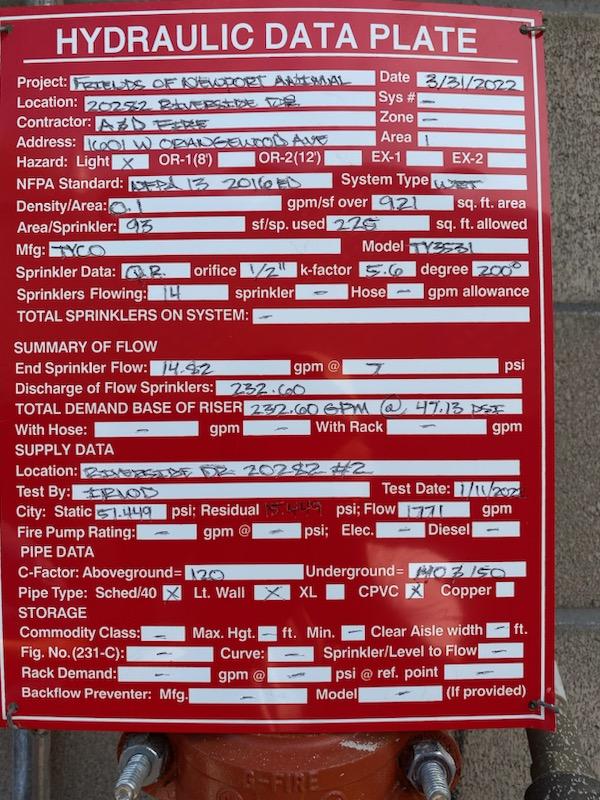 HYDRAULIC DATA PLATE
Project: FRIENDS OF NEWPORT ANIMAL Date 3/31/2022
Location: 20282 RIVERSIDE DR Sys # -
Contractor: A&D FIRE Zone -
Address: 1601 W ORANGEWOOD AVE Area 1
Hazard: Light X OR-1(8') OR-2(12') EX-1 EX-2
NFPA Standard: NFPA 13 2016 ED System Type WET
Density/Area: 0.1 gpm/sf over 921 sq. ft. area
Area/Sprinkler: 93 sf/sp. used 225 sq. ft. allowed
Mfg: TYCO Model TY3531
Sprinkler Data: Q.R. orifice 1/2" k-factor 5.6 degree 200°
Sprinklers Flowing: 14 sprinkler - Hose - gpm allowance
TOTAL SPRINKLERS ON SYSTEM: -
SUMMARY OF FLOW
End Sprinkler Flow: 14.82 gpm @ 7 psi
Discharge of Flow Sprinklers: 232.60
TOTAL DEMAND BASE OF RISER 232.60 GPM @ 47.13 PSI
With Hose: - gpm - With Rack - gpm
SUPPLY DATA
Location: RIVERSIDE DR 20282 #2
Test By: IRWD Test Date: 1/11/2022
City: Static 57.449 psi; Residual psi; Flow 1771 gpm
Fire Pump Rating: - gpm @ - psi; Elec. - Diesel -
PIPE DATA
C-Factor: Aboveground= 120 Underground= 140 & 150
Pipe Type: Sched/40 X Lt. Wall X XL CPVC X Copper
STORAGE
Commodity Class: - Max. Hgt. - ft. Min. - Clear Aisle width - ft.
Fig. No. (231-C): - Curve: - Sprinkler/Level to Flow -
Rack Demand: - gpm @ - psi @ ref. point -
Backflow Preventer: Mfg. - Model - (If provided)
G-FIRE